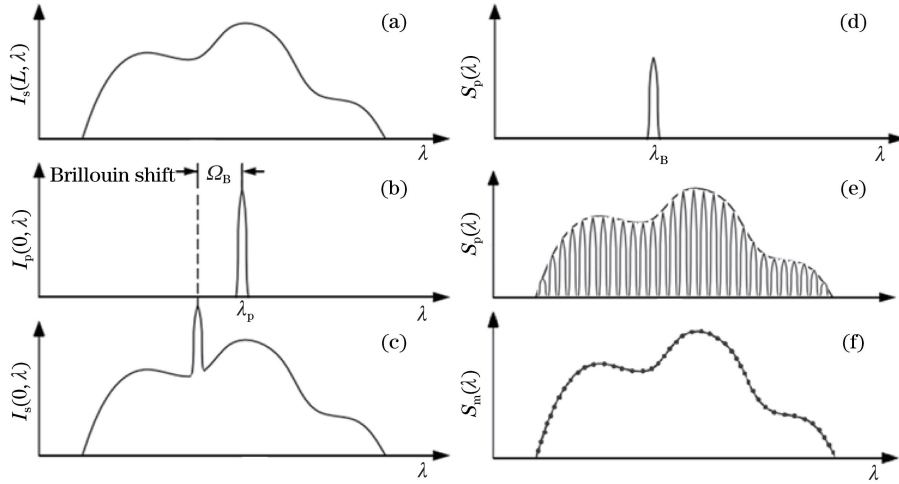 (a)
I_s(L, λ)
λ
Brillouin shift
Ω_B
(b)
I_p(0, λ)
λ_p
λ
(c)
I_s(0, λ)
λ
(d)
S_p(λ)
λ_B
λ
(e)
S_p(λ)
λ
(f)
S_m(λ)
λ